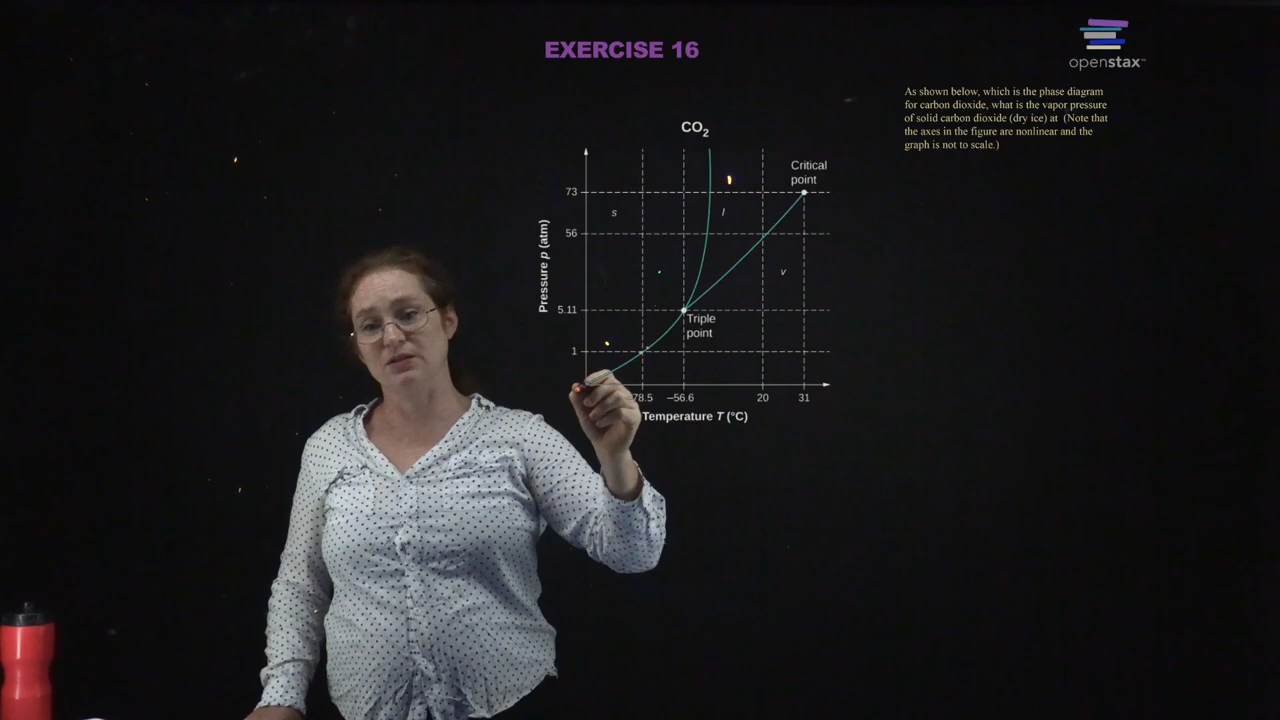 EXERCISE 16
openstax™
As shown below, which is the phase diagram
for carbon dioxide, what is the vapor pressure
of solid carbon dioxide (dry ice) at (Note that
the axes in the figure are nonlinear and the
graph is not to scale.)
CO2
Critical
point
73
s
l
56
v
Pressure p (atm)
5.11
Triple
point
1
78.5
–56.6
20
31
Temperature T (°C)